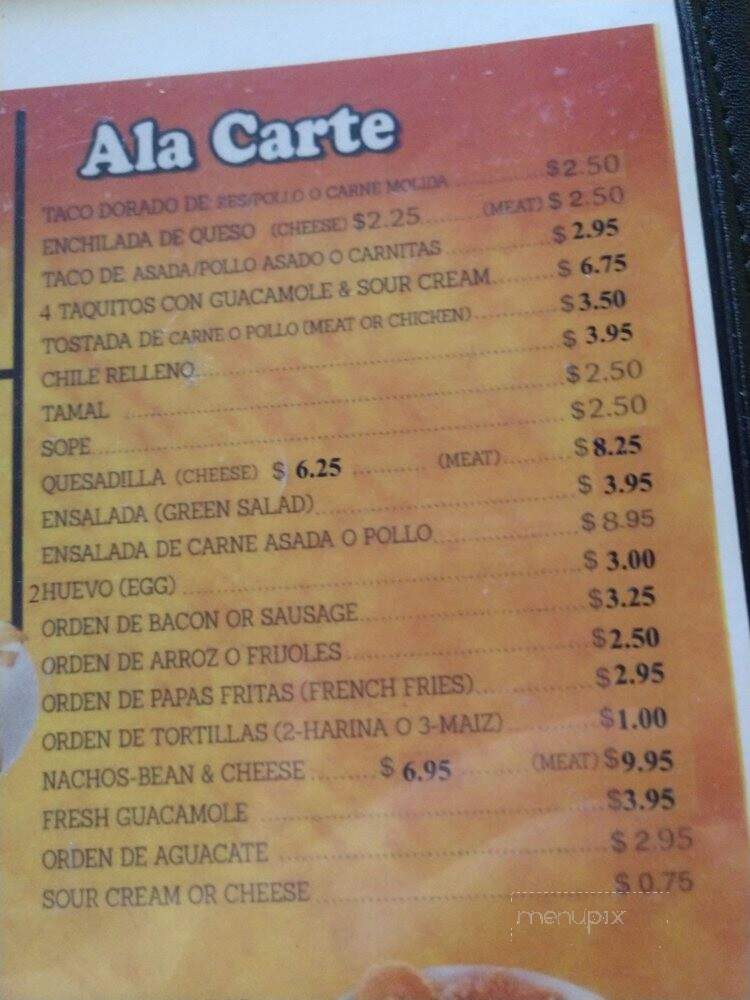 Ala Carte
TACO DORADO DE: RES/POLLO O CARNE MOLIDA $2.50
ENCHILADA DE QUESO (CHEESE) $2.25 (MEAT) $2.50
TACO DE ASADA/POLLO ASADO O CARNITAS $2.95
4 TAQUITOS CON GUACAMOLE & SOUR CREAM $6.75
TOSTADA DE CARNE O POLLO (MEAT OR CHICKEN) $3.50
CHILE RELLENO $3.95
TAMAL $2.50
SOPE $2.50
QUESADILLA (CHEESE) $6.25 (MEAT) $8.25
ENSALADA (GREEN SALAD) $3.95
ENSALADA DE CARNE ASADA O POLLO $8.95
2 HUEVO (EGG) $3.00
ORDEN DE BACON OR SAUSAGE $3.25
ORDEN DE ARROZ O FRIJOLES $2.50
ORDEN DE PAPAS FRITAS (FRENCH FRIES) $2.95
ORDEN DE TORTILLAS (2-HARINA O 3-MAIZ) $1.00
NACHOS-BEAN & CHEESE $6.95 (MEAT) $9.95
FRESH GUACAMOLE $3.95
ORDEN DE AGUACATE $2.95
SOUR CREAM OR CHEESE $0.75
menupix